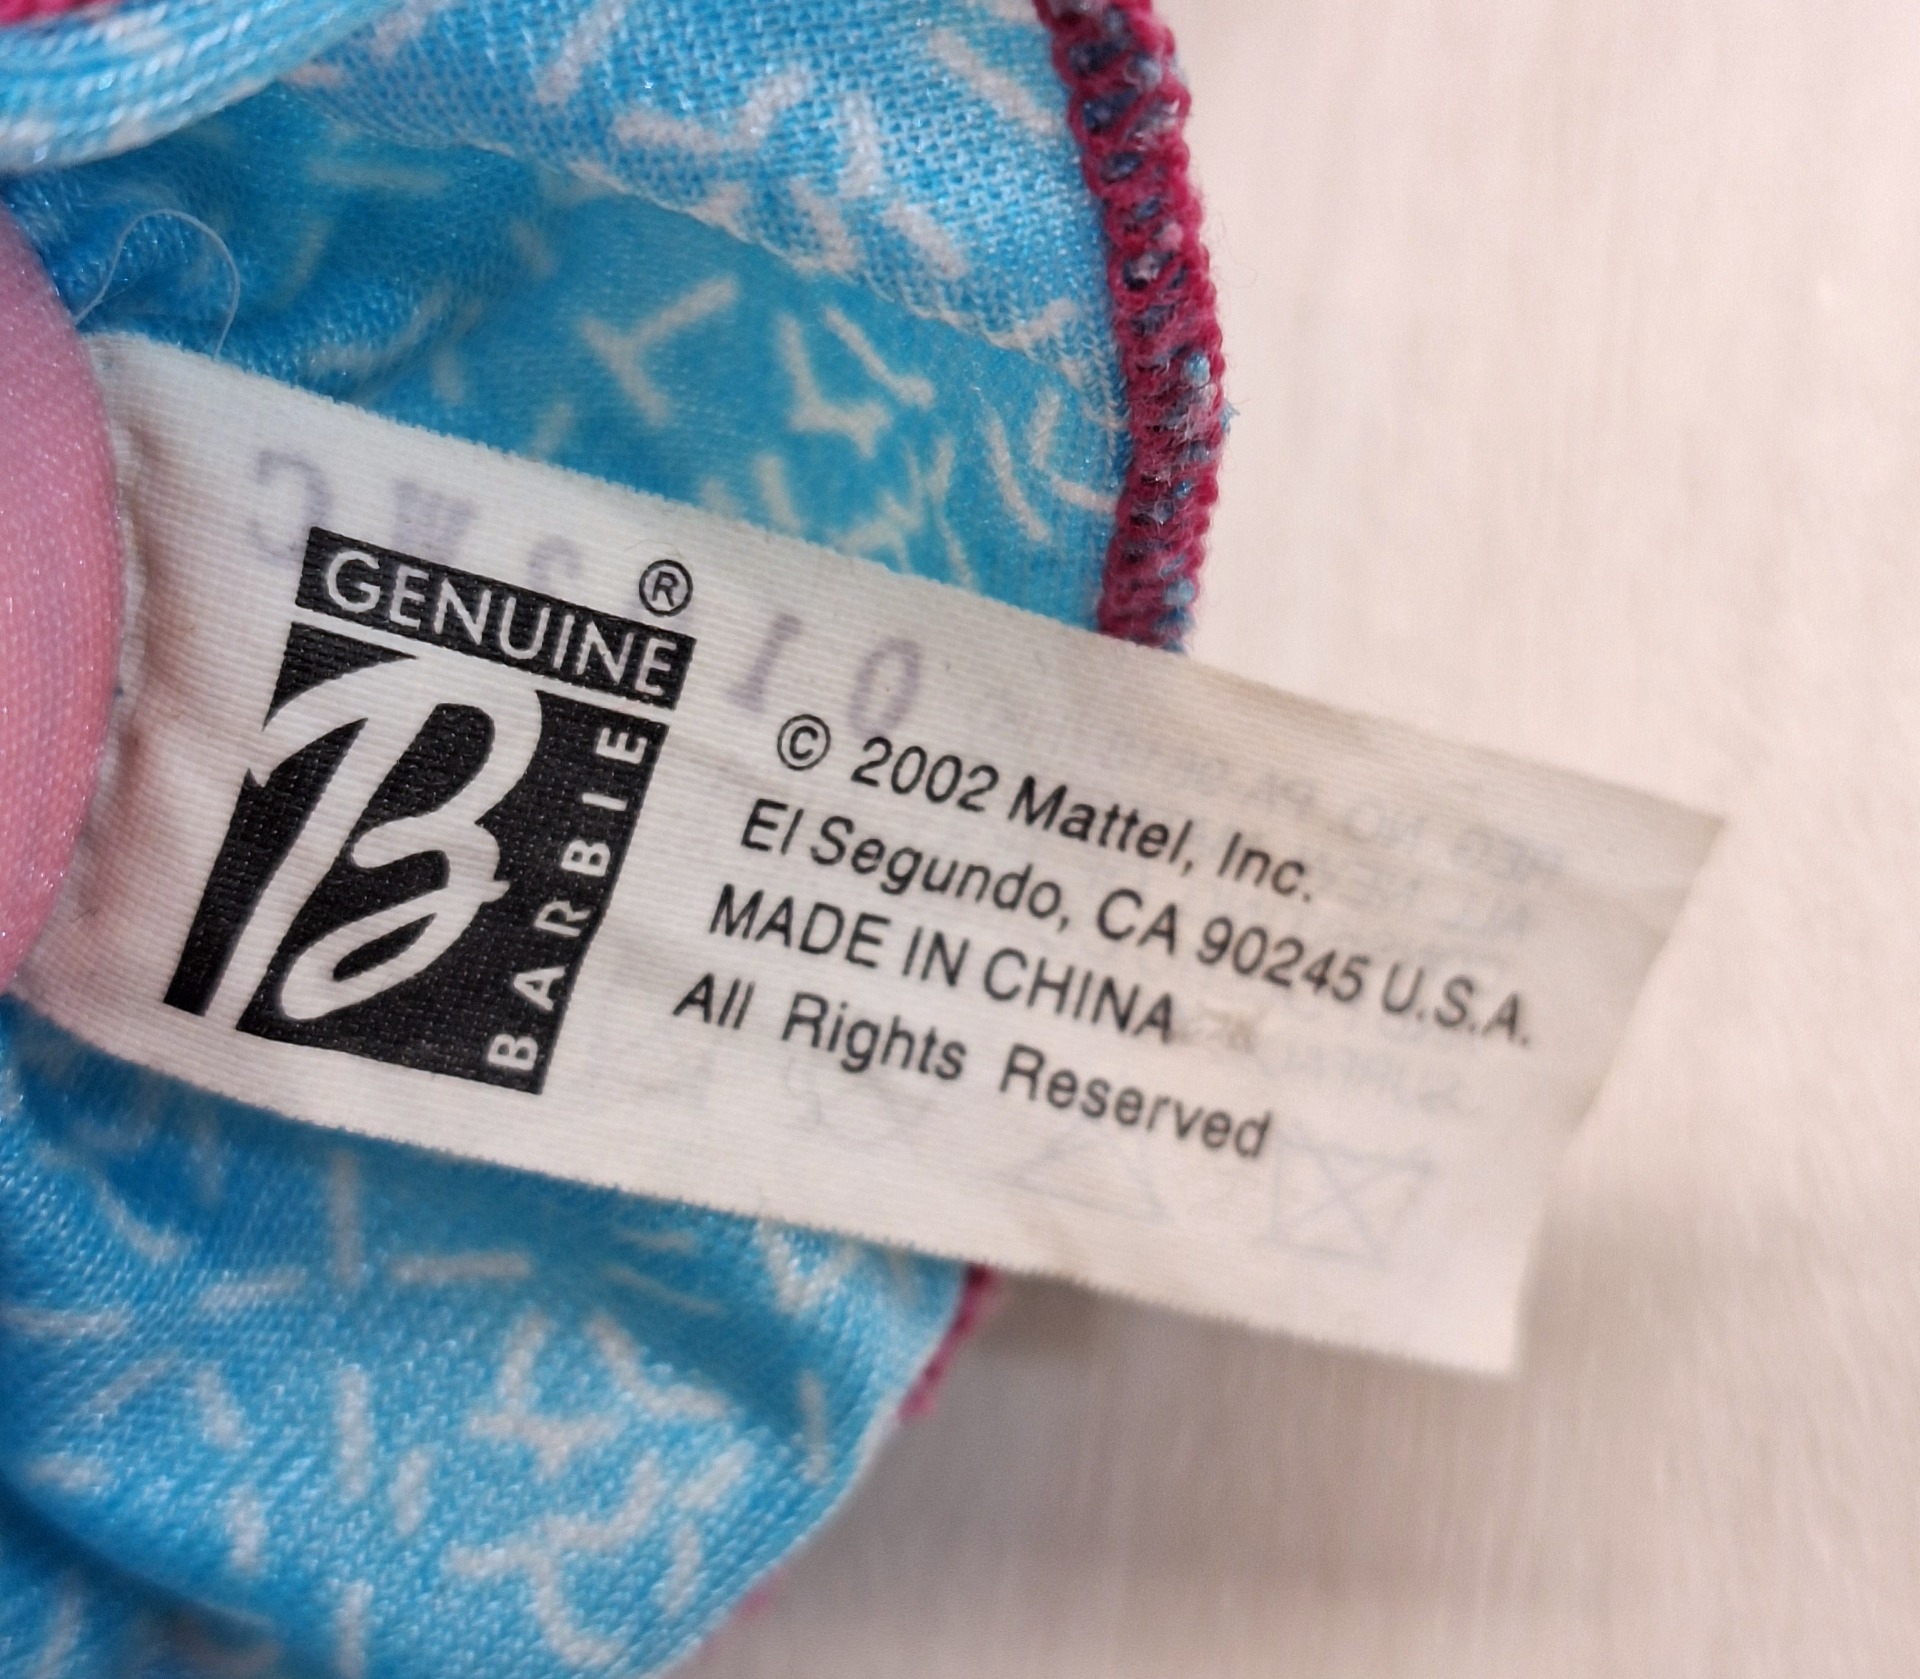 GENUINE ®
BARBIE
© 2002 Mattel, Inc.
El Segundo, CA 90245 U.S.A.
MADE IN CHINA
All Rights Reserved